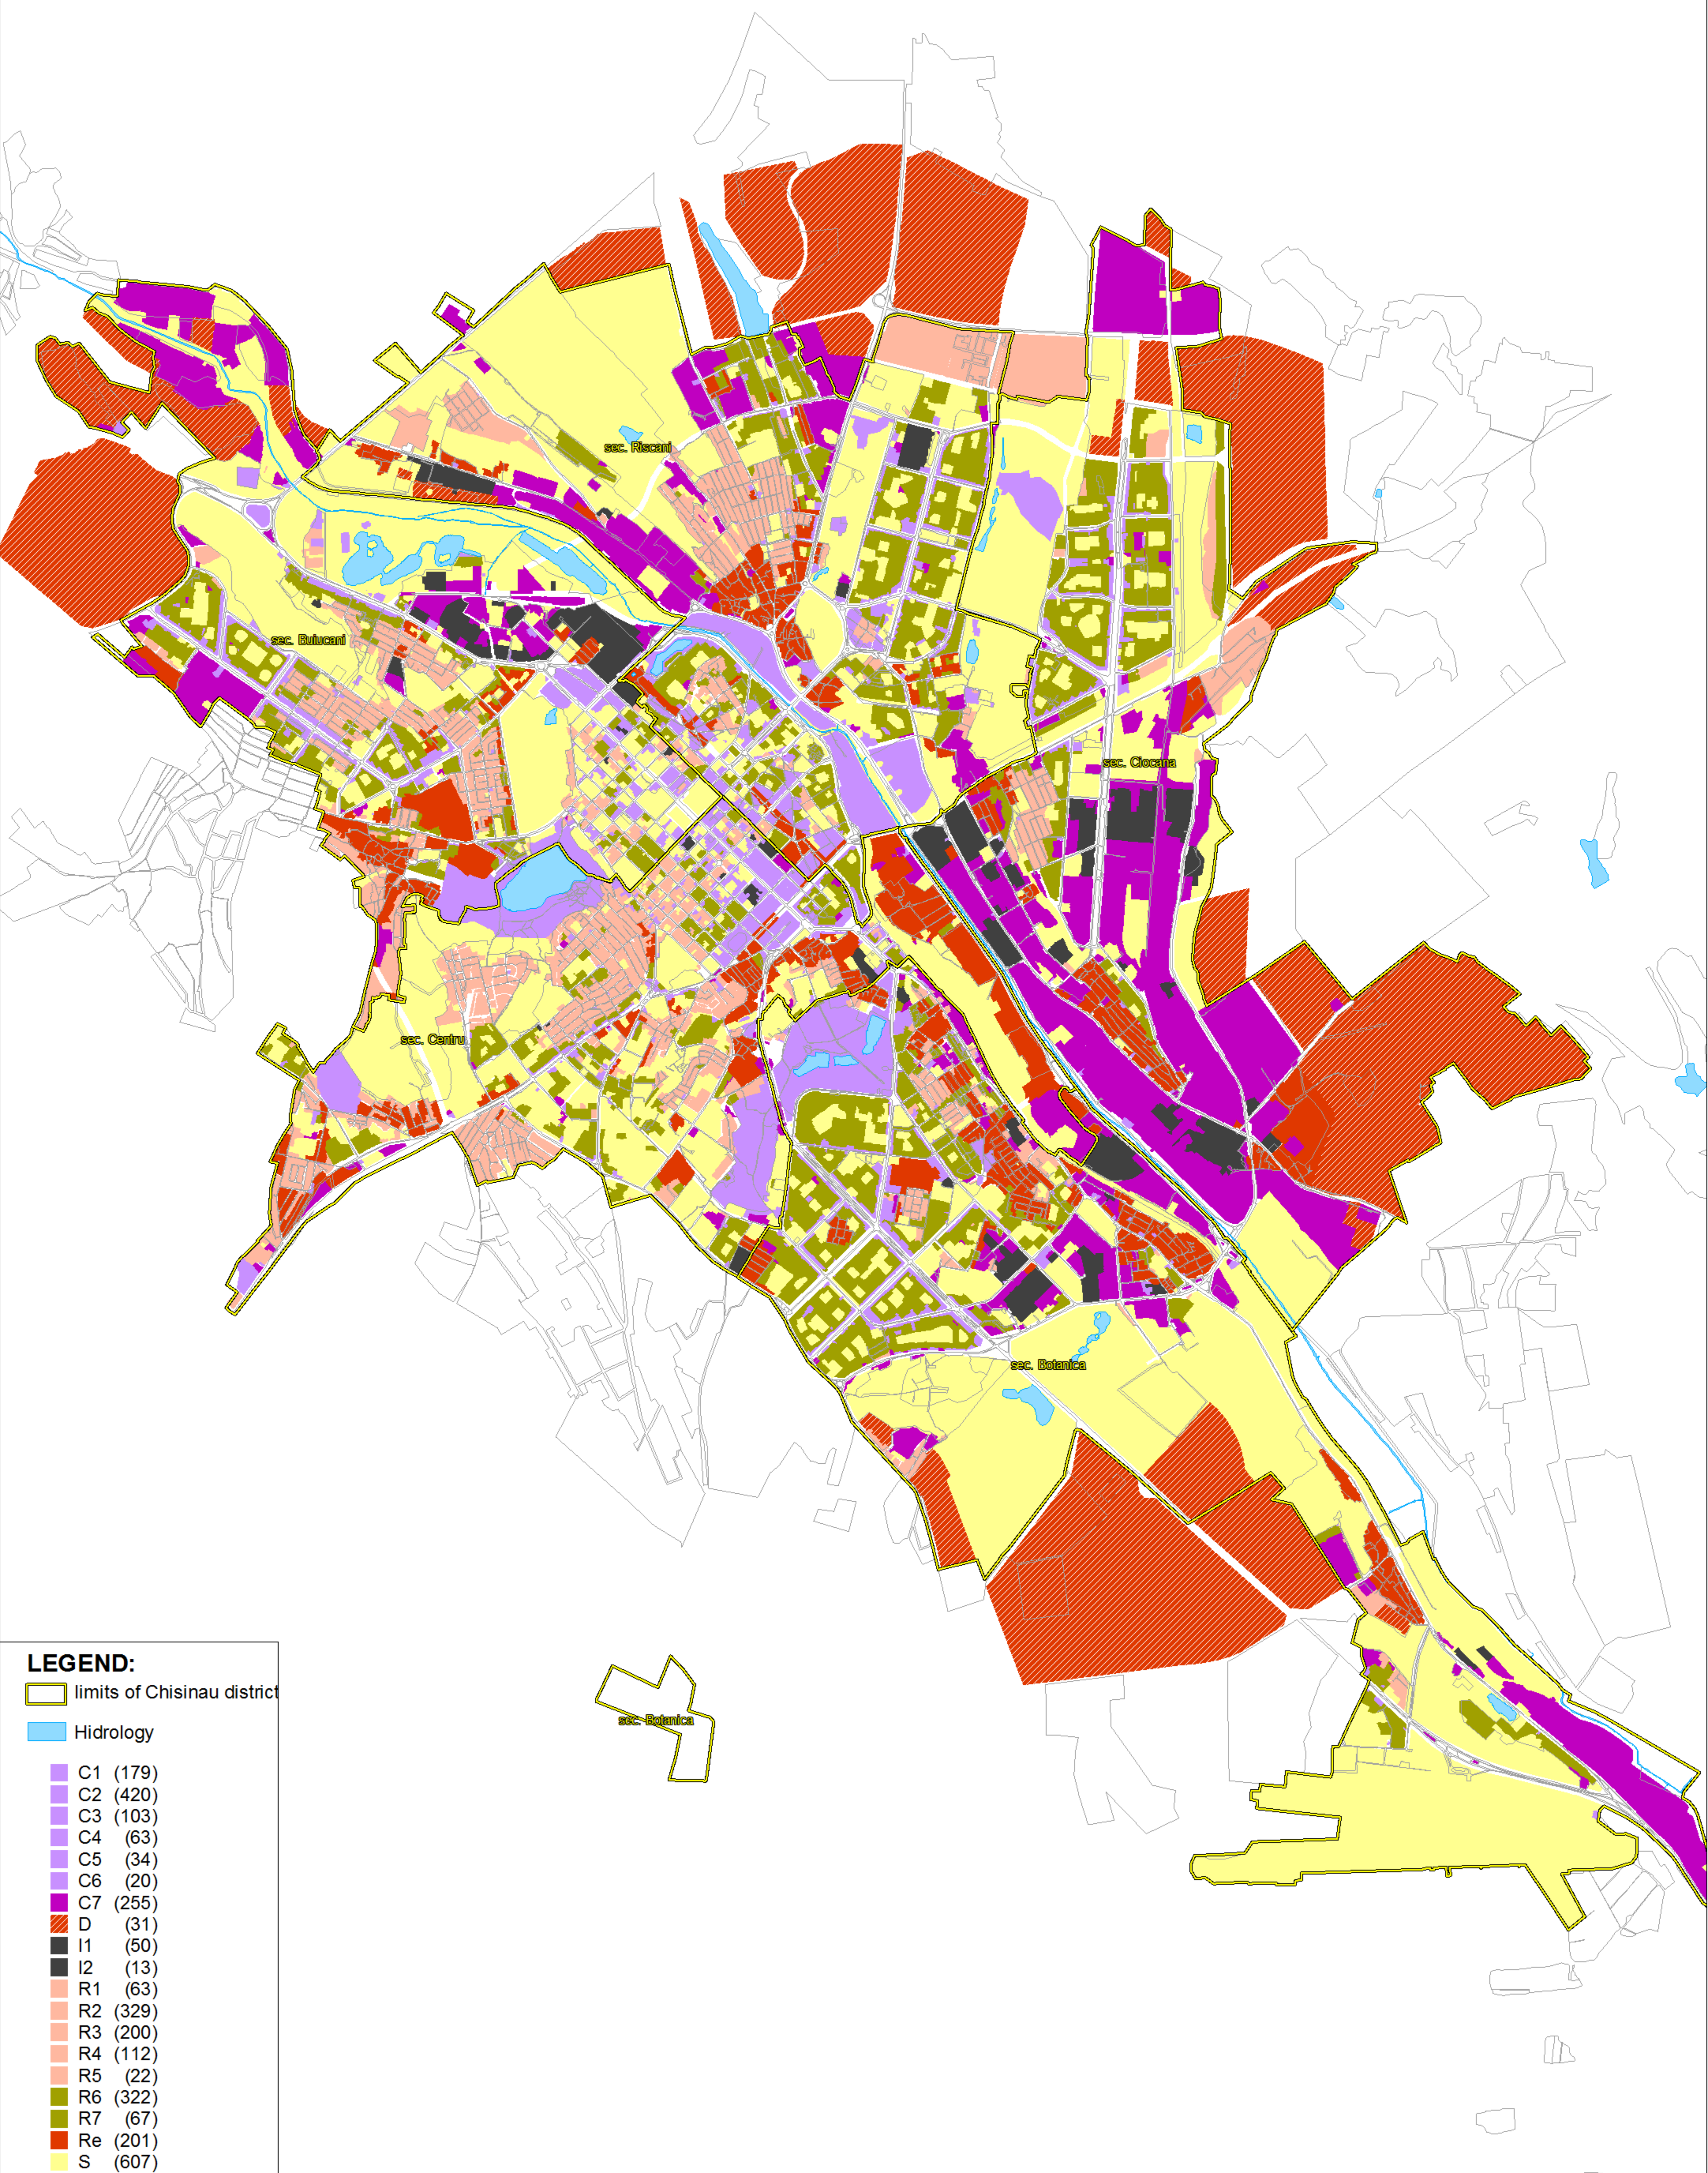 sec. Riscani
sec. Buiucani
sec. Ciocana
sec. Centru
sec. Botanica
sec. Botanica
LEGEND:
limits of Chisinau district
Hidrology
C1 (179)
C2 (420)
C3 (103)
C4 (63)
C5 (34)
C6 (20)
C7 (255)
D (31)
I1 (50)
I2 (13)
R1 (63)
R2 (329)
R3 (200)
R4 (112)
R5 (22)
R6 (322)
R7 (67)
Re (201)
S (607)